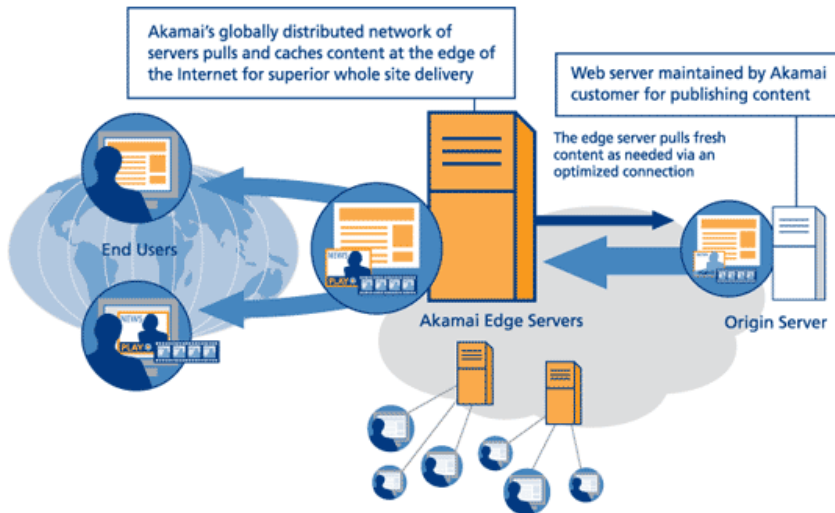 Akamai's globally distributed network of
servers pulls and caches content at the edge of
the Internet for superior whole site delivery
Web server maintained by Akamai
customer for publishing content
The edge server pulls fresh
content as needed via an
optimized connection
End Users
NEWS
PLAY
NEWS
PLAY
NEWS
Akamai Edge Servers
Origin Server